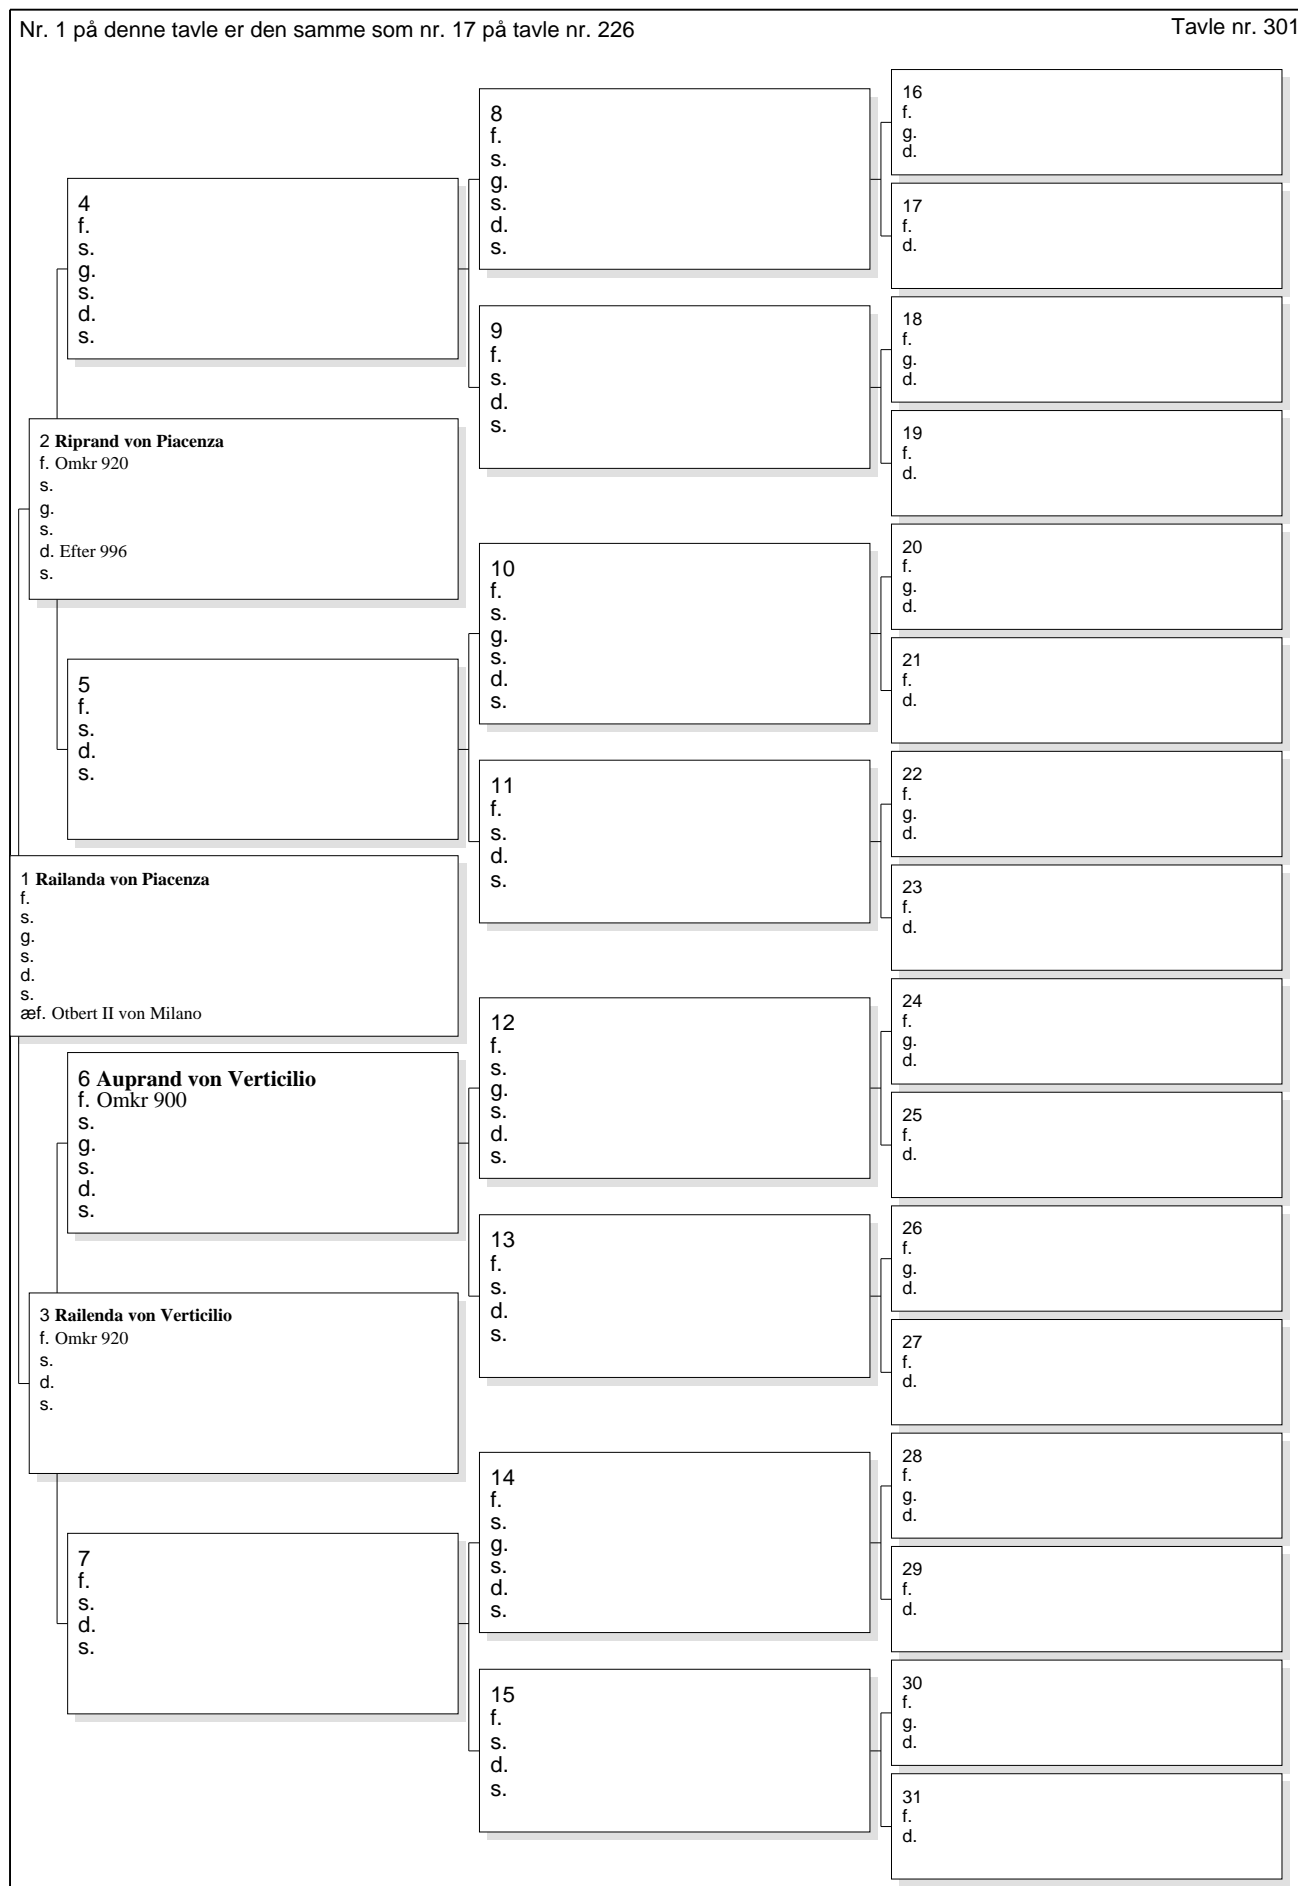 Nr. 1 på denne tavle er den samme som nr. 17 på tavle nr. 226
Tavle nr. 301
1 Railanda von Piacenza
f.
s.
g.
s.
d.
s.
æf. Otbert II von Milano
2 Riprand von Piacenza
f. Omkr 920
s.
g.
s.
d. Efter 996
s.
3 Railenda von Verticilio
f. Omkr 920
s.
d.
s.
4
f.
s.
g.
s.
d.
s.
5
f.
s.
d.
s.
6 Auprand von Verticilio
f. Omkr 900
s.
g.
s.
d.
s.
7
f.
s.
d.
s.
8
f.
s.
g.
s.
d.
s.
9
f.
s.
d.
s.
10
f.
s.
g.
s.
d.
s.
11
f.
s.
d.
s.
12
f.
s.
g.
s.
d.
s.
13
f.
s.
d.
s.
14
f.
s.
g.
s.
d.
s.
15
f.
s.
d.
s.
16
f.
g.
d.
17
f.
d.
18
f.
g.
d.
19
f.
d.
20
f.
g.
d.
21
f.
d.
22
f.
g.
d.
23
f.
d.
24
f.
g.
d.
25
f.
d.
26
f.
g.
d.
27
f.
d.
28
f.
g.
d.
29
f.
d.
30
f.
g.
d.
31
f.
d.